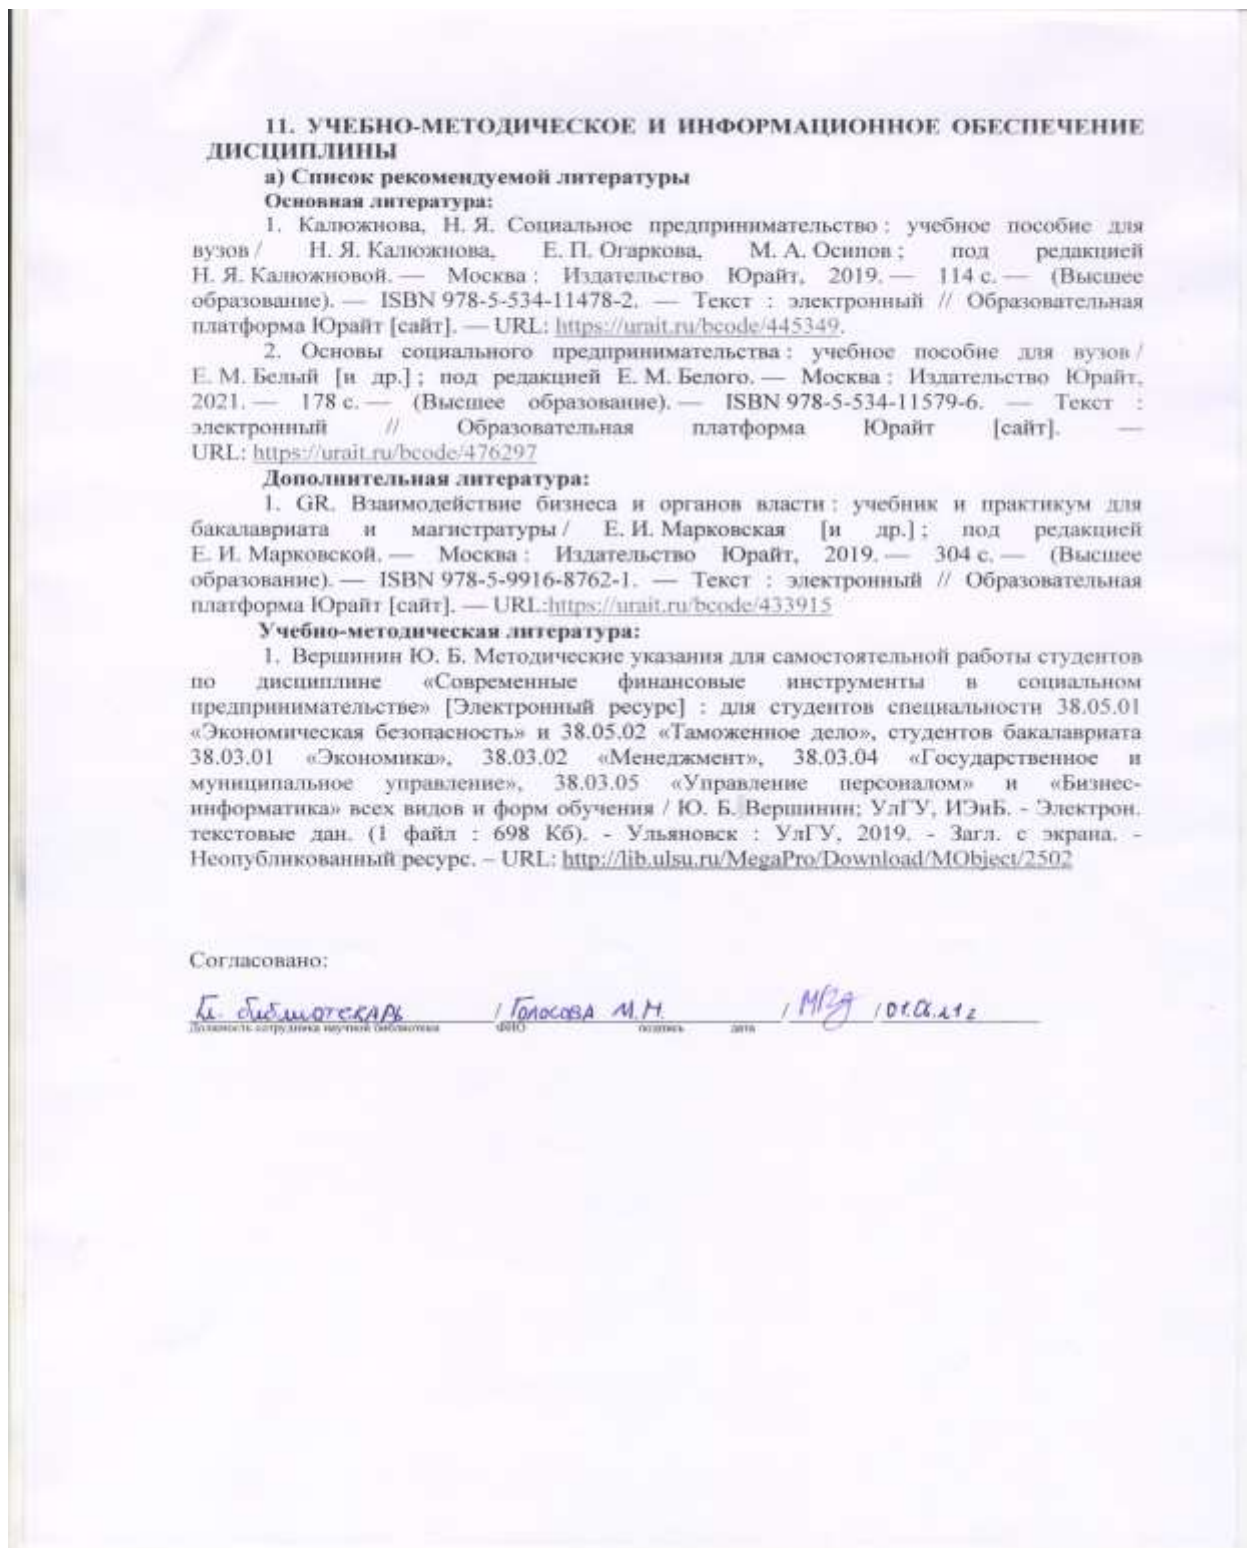 11. УЧЕБНО-МЕТОДИЧЕСКОЕ И ИНФОРМАЦИОННОЕ ОБЕСПЕЧЕНИЕ
ДИСЦИПЛИНЫ
а) Список рекомендуемой литературы
Основная литература:
1. Калюжнова, Н. Я. Социальное предпринимательство : учебное пособие для
вузов / Н. Я. Калюжнова, Е. П. Огаркова, М. А. Осипов ; под редакцией
Н. Я. Калюжновой. — Москва : Издательство Юрайт, 2019. — 114 с. — (Высшее
образование). — ISBN 978-5-534-11478-2. — Текст : электронный // Образовательная
платформа Юрайт [сайт]. — URL: https://urait.ru/bcode/445349.
2. Основы социального предпринимательства : учебное пособие для вузов /
Е. М. Белый [и др.] ; под редакцией Е. М. Белого. — Москва : Издательство Юрайт,
2021. — 178 с. — (Высшее образование). — ISBN 978-5-534-11579-6. — Текст :
электронный // Образовательная платформа Юрайт [сайт]. —
URL: https://urait.ru/bcode/476297
Дополнительная литература:
1. GR. Взаимодействие бизнеса и органов власти : учебник и практикум для
бакалавриата и магистратуры / Е. И. Марковская [и др.] ; под редакцией
Е. И. Марковской. — Москва : Издательство Юрайт, 2019. — 304 с. — (Высшее
образование). — ISBN 978-5-9916-8762-1. — Текст : электронный // Образовательная
платформа Юрайт [сайт]. — URL:https://urait.ru/bcode/433915
Учебно-методическая литература:
1. Вершинин Ю. Б. Методические указания для самостоятельной работы студентов
по дисциплине «Современные финансовые инструменты в социальном
предпринимательстве» [Электронный ресурс] : для студентов специальности 38.05.01
«Экономическая безопасность» и 38.05.02 «Таможенное дело», студентов бакалавриата
38.03.01 «Экономика», 38.03.02 «Менеджмент», 38.03.04 «Государственное и
муниципальное управление», 38.03.05 «Управление персоналом» и «Бизнес-
информатика» всех видов и форм обучения / Ю. Б. Вершинин; УлГУ, ИЭиБ. - Электрон.
текстовые дан. (1 файл : 698 Кб). - Ульяновск : УлГУ, 2019. - Загл. с экрана. -
Неопубликованный ресурс. – URL: http://lib.ulsu.ru/MegaPro/Download/MObject/2502
Согласовано:
Гл. библиотекарь / Голосова М.Н. / /
Должность сотрудника научной библиотеки ФИО подпись дата